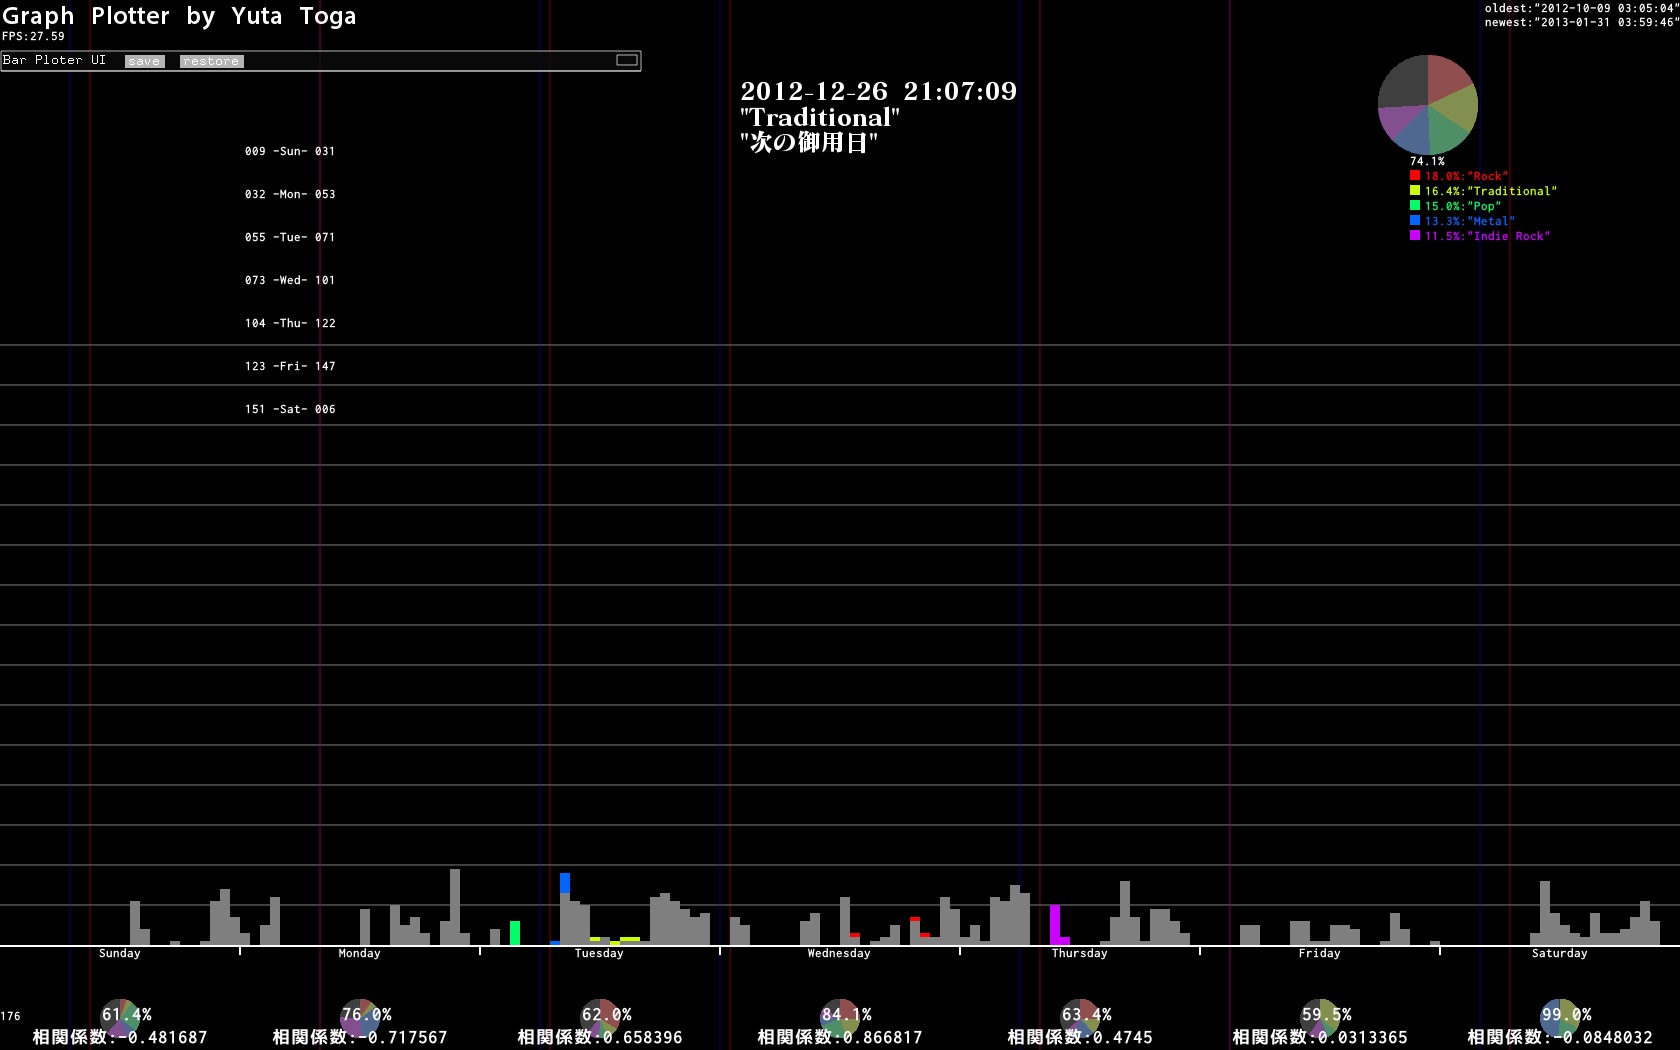 Graph Plotter by Yuta Toga
FPS:27.59
oldest:"2012-10-09 03:05:04"
newest:"2013-01-31 03:59:46"
Bar Ploter UI save restore
2012-12-26 21:07:09
"Traditional"
"次の御用日"
74.1%
18.0%:"Rock"
16.4%:"Traditional"
15.0%:"Pop"
13.3%:"Metal"
11.5%:"Indie Rock"
009 -Sun- 031
032 -Mon- 053
055 -Tue- 071
073 -Wed- 101
104 -Thu- 122
123 -Fri- 147
151 -Sat- 006
Sunday Monday Tuesday Wednesday Thursday Friday Saturday
176 61.4% 76.0% 62.0% 84.1% 63.4% 59.5% 99.0%
相関係数:-0.481687 相関係数:-0.717567 相関係数:0.658396 相関係数:0.866817 相関係数:0.4745 相関係数:0.0313365 相関係数:-0.0848032